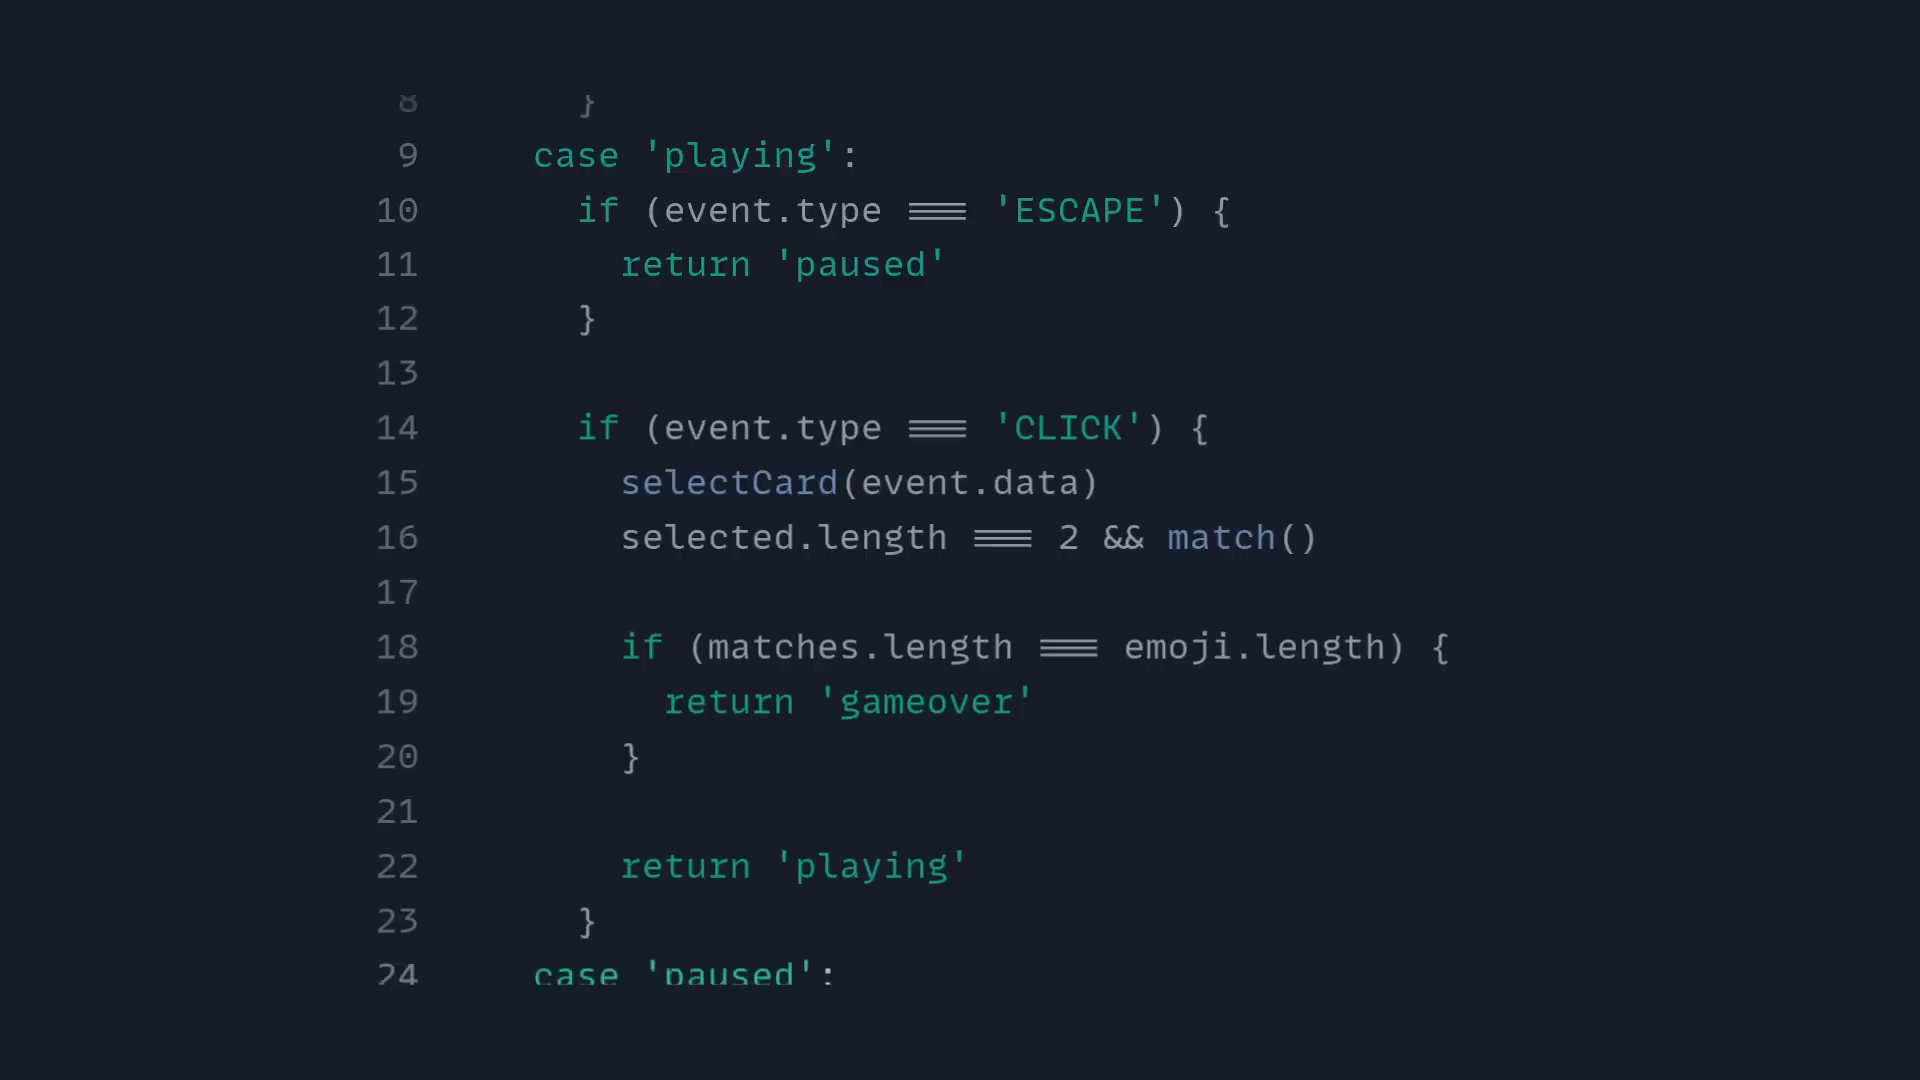 8 }
9 case 'playing':
10 if (event.type === 'ESCAPE') {
11 return 'paused'
12 }
13
14 if (event.type === 'CLICK') {
15 selectCard(event.data)
16 selected.length === 2 && match()
17
18 if (matches.length === emoji.length) {
19 return 'gameover'
20 }
21
22 return 'playing'
23 }
24 case 'paused':